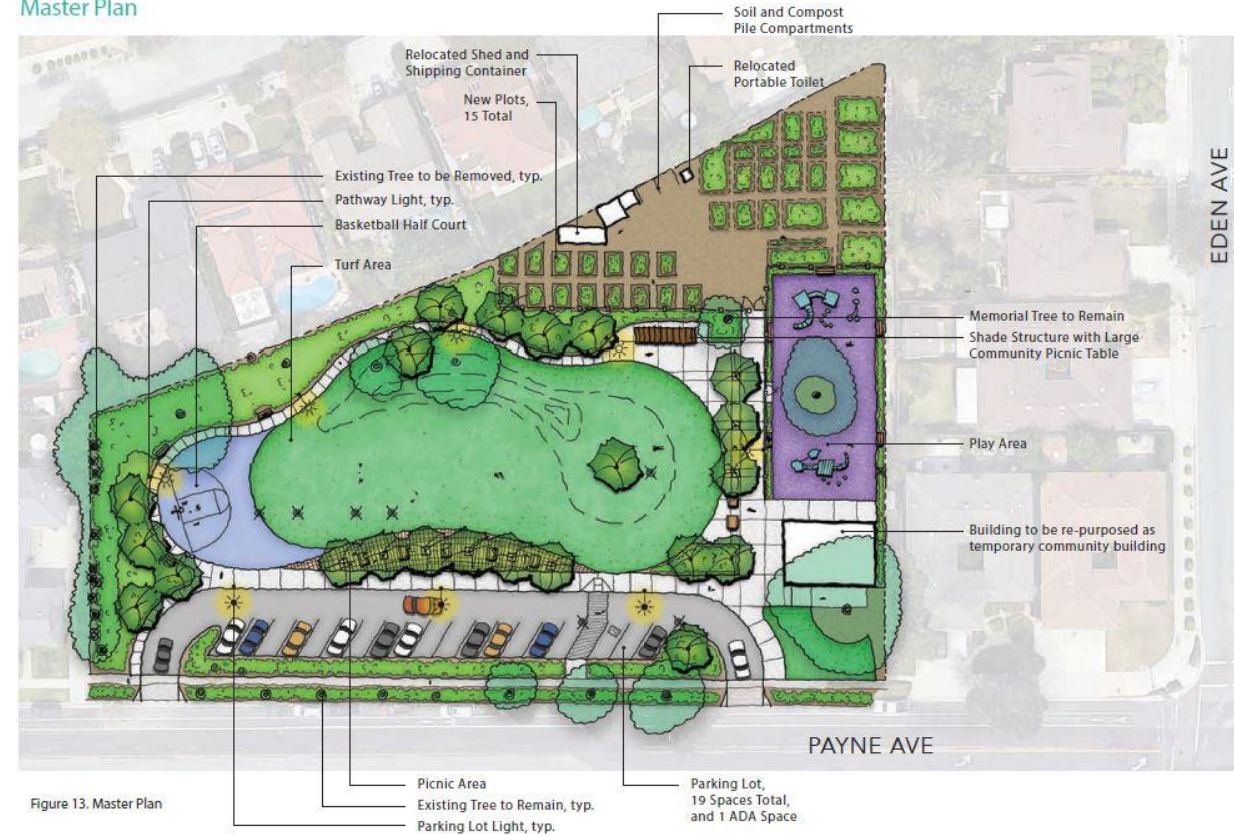 Master Plan
Soil and Compost
Pile Compartments
Relocated Shed and
Shipping Container
Relocated
Portable Toilet
New Plots,
15 Total
Existing Tree to be Removed, typ.
Pathway Light, typ.
Basketball Half Court
Turf Area
EDEN AVE
Memorial Tree to Remain
Shade Structure with Large
Community Picnic Table
Play Area
Building to be re-purposed as
temporary community building
PAYNE AVE
Picnic Area
Existing Tree to Remain, typ.
Parking Lot Light, typ.
Parking Lot,
19 Spaces Total,
and 1 ADA Space
Figure 13. Master Plan